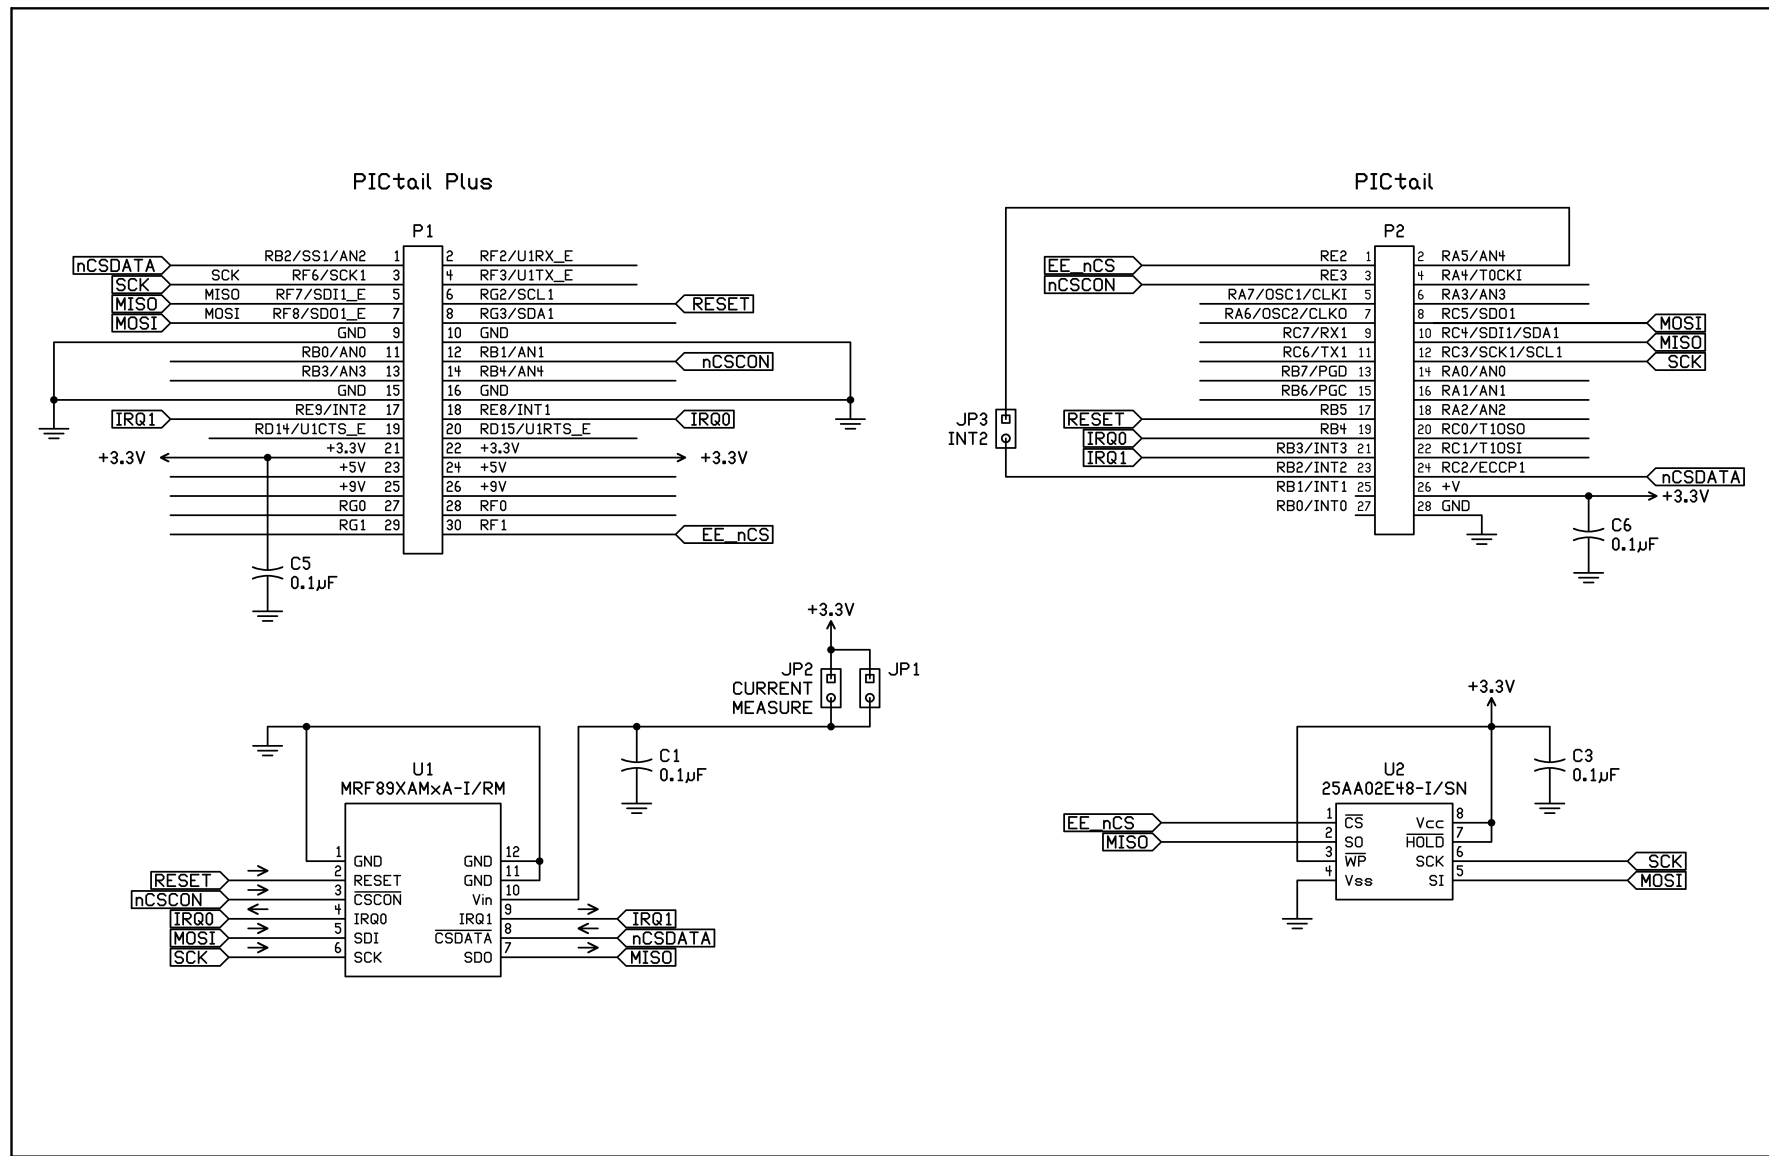 PICtail Plus
P1
nCSDATA RB2/SS1/AN2 1 2 RF2/U1RX_E
SCK SCK RF6/SCK1 3 4 RF3/U1TX_E
MISO MISO RF7/SDI1_E 5 6 RG2/SCL1 RESET
MOSI MOSI RF8/SDO1_E 7 8 RG3/SDA1
GND 9 10 GND
RB0/AN0 11 12 RB1/AN1 nCSCON
RB3/AN3 13 14 RB4/AN4
GND 15 16 GND
IRQ1 RE9/INT2 17 18 RE8/INT1 IRQ0
RD14/U1CTS_E 19 20 RD15/U1RTS_E
+3.3V +3.3V 21 22 +3.3V +3.3V
+5V 23 24 +5V
+9V 25 26 +9V
RG0 27 28 RF0
RG1 29 30 RF1 EE_nCS
C5
0.1µF
PICtail
P2
EE_nCS RE2 1 2 RA5/AN4
nCSCON RE3 3 4 RA4/T0CKI
RA7/OSC1/CLKI 5 6 RA3/AN3
RA6/OSC2/CLKO 7 8 RC5/SDO1 MOSI
RC7/RX1 9 10 RC4/SDI1/SDA1 MISO
RC6/TX1 11 12 RC3/SCK1/SCL1 SCK
RB7/PGD 13 14 RA0/AN0
RB6/PGC 15 16 RA1/AN1
RESET RB5 17 18 RA2/AN2
IRQ0 RB4 19 20 RC0/T1OSO
IRQ1 RB3/INT3 21 22 RC1/T1OSI
RB2/INT2 23 24 RC2/ECCP1 nCSDATA
RB1/INT1 25 26 +V +3.3V
RB0/INT0 27 28 GND
JP3
INT2
C6
0.1µF
+3.3V
JP2
CURRENT
MEASURE
JP1
C1
0.1µF
U1
MRF89XAMxA-I/RM
1 GND GND 12
RESET 2 RESET GND 11
nCSCON 3 CSCON Vin 10
IRQ0 4 IRQ0 IRQ1 9 IRQ1
MOSI 5 SDI CSDATA 8 nCSDATA
SCK 6 SCK SDO 7 MISO
+3.3V
C3
0.1µF
U2
25AA02E48-I/SN
EE_nCS 1 CS Vcc 8
MISO 2 SO HOLD 7
3 WP SCK 6 SCK
4 Vss SI 5 MOSI